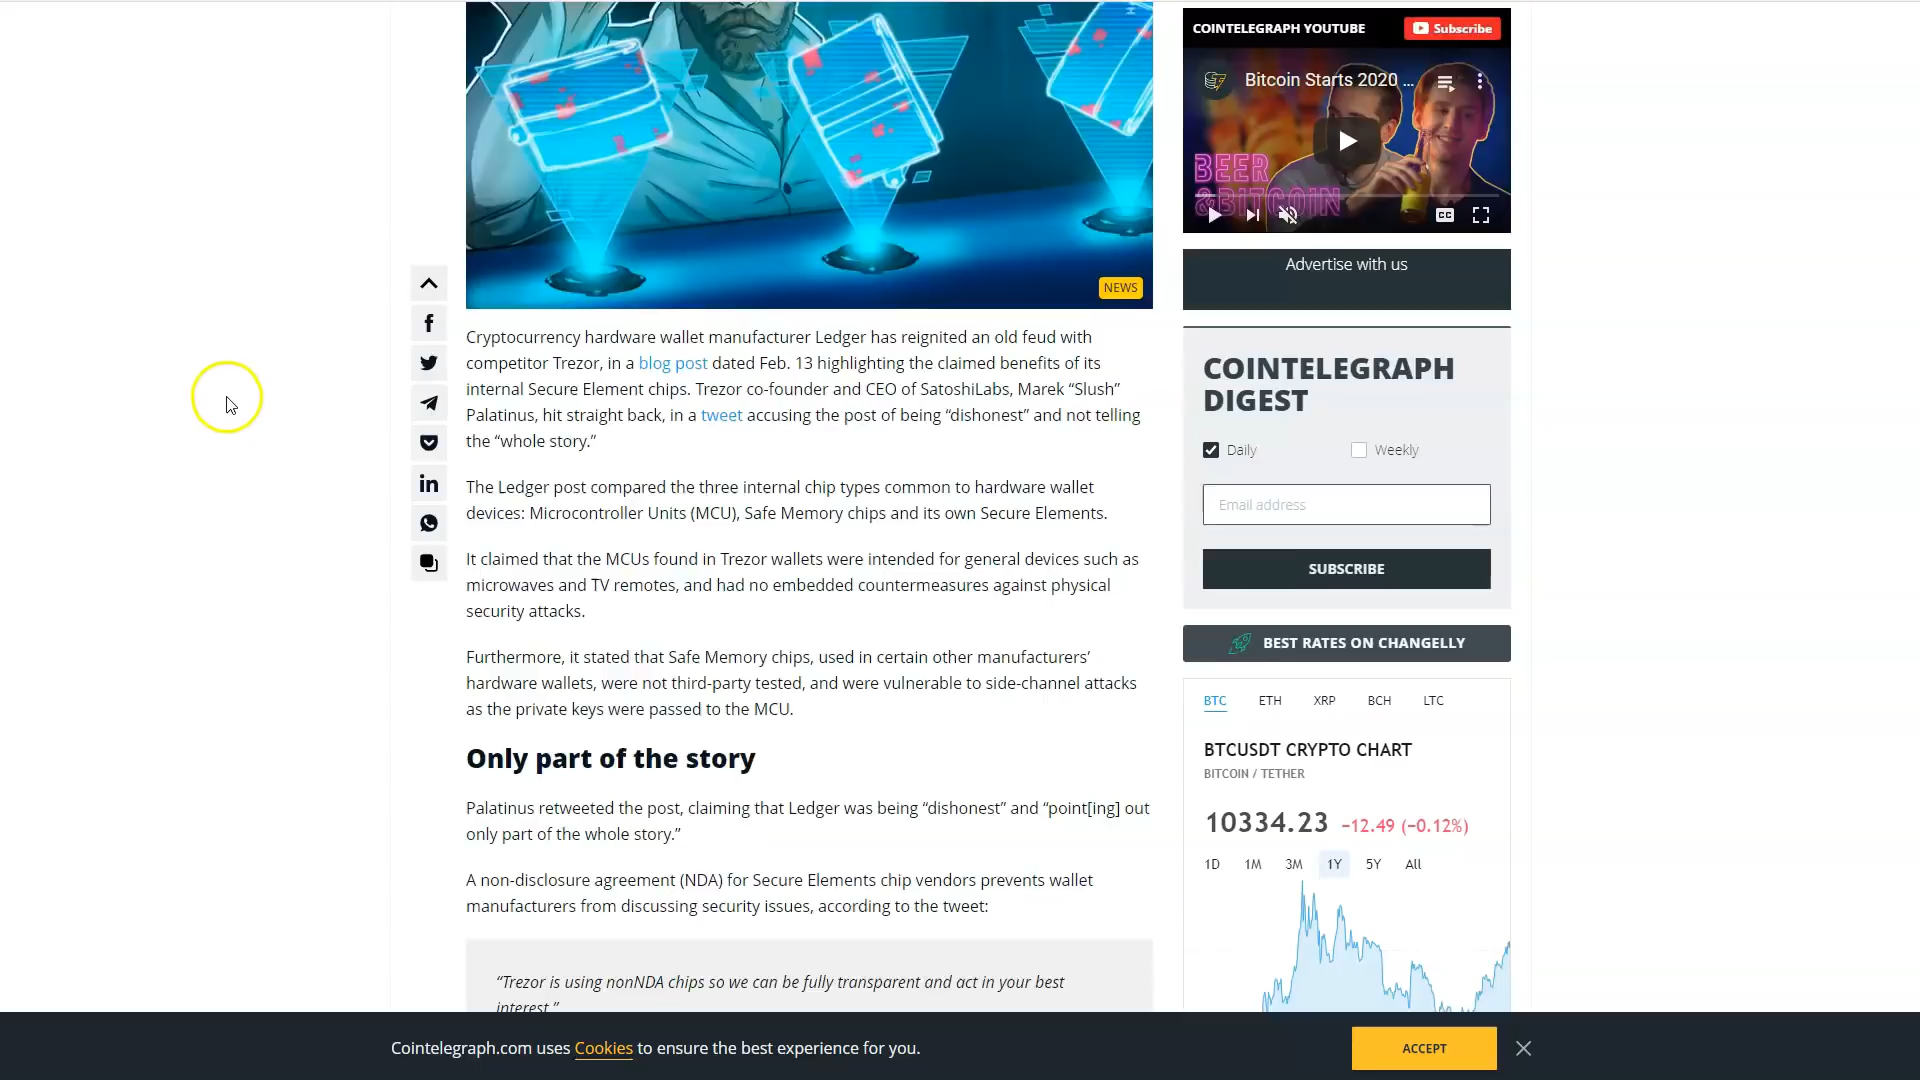 COINTELEGRAPH YOUTUBE
Subscribe
Bitcoin Starts 2020 ...
BEER
& BITCOIN
CC
NEWS
Advertise with us
Cryptocurrency hardware wallet manufacturer Ledger has reignited an old feud with
competitor Trezor, in a blog post dated Feb. 13 highlighting the claimed benefits of its
internal Secure Element chips. Trezor co-founder and CEO of SatoshiLabs, Marek “Slush”
Palatinus, hit straight back, in a tweet accusing the post of being “dishonest” and not telling
the “whole story.”
The Ledger post compared the three internal chip types common to hardware wallet
devices: Microcontroller Units (MCU), Safe Memory chips and its own Secure Elements.
It claimed that the MCUs found in Trezor wallets were intended for general devices such as
microwaves and TV remotes, and had no embedded countermeasures against physical
security attacks.
Furthermore, it stated that Safe Memory chips, used in certain other manufacturers’
hardware wallets, were not third-party tested, and were vulnerable to side-channel attacks
as the private keys were passed to the MCU.
Only part of the story
Palatinus retweeted the post, claiming that Ledger was being “dishonest” and “point[ing] out
only part of the whole story.”
A non-disclosure agreement (NDA) for Secure Elements chip vendors prevents wallet
manufacturers from discussing security issues, according to the tweet:
“Trezor is using nonNDA chips so we can be fully transparent and act in your best
interest.”
COINTELEGRAPH
DIGEST
Daily
Weekly
Email address
SUBSCRIBE
BEST RATES ON CHANGELLY
BTC ETH XRP BCH LTC
BTCUSDT CRYPTO CHART
BITCOIN / TETHER
10334.23 −12.49 (−0.12%)
1D 1M 3M 1Y 5Y All
Cointelegraph.com uses Cookies to ensure the best experience for you.
ACCEPT